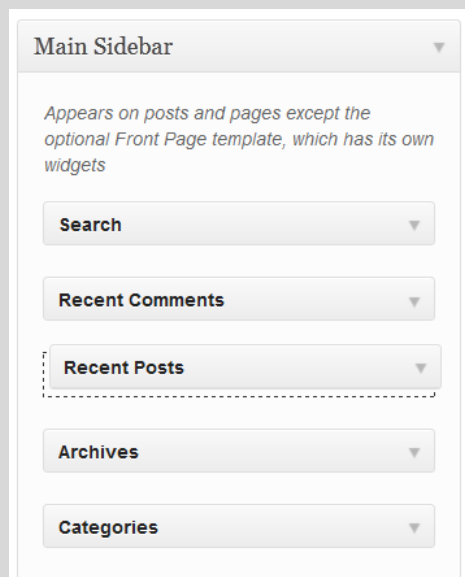 Main Sidebar
Appears on posts and pages except the
optional Front Page template, which has its own
widgets
Search
Recent Comments
Recent Posts
Archives
Categories